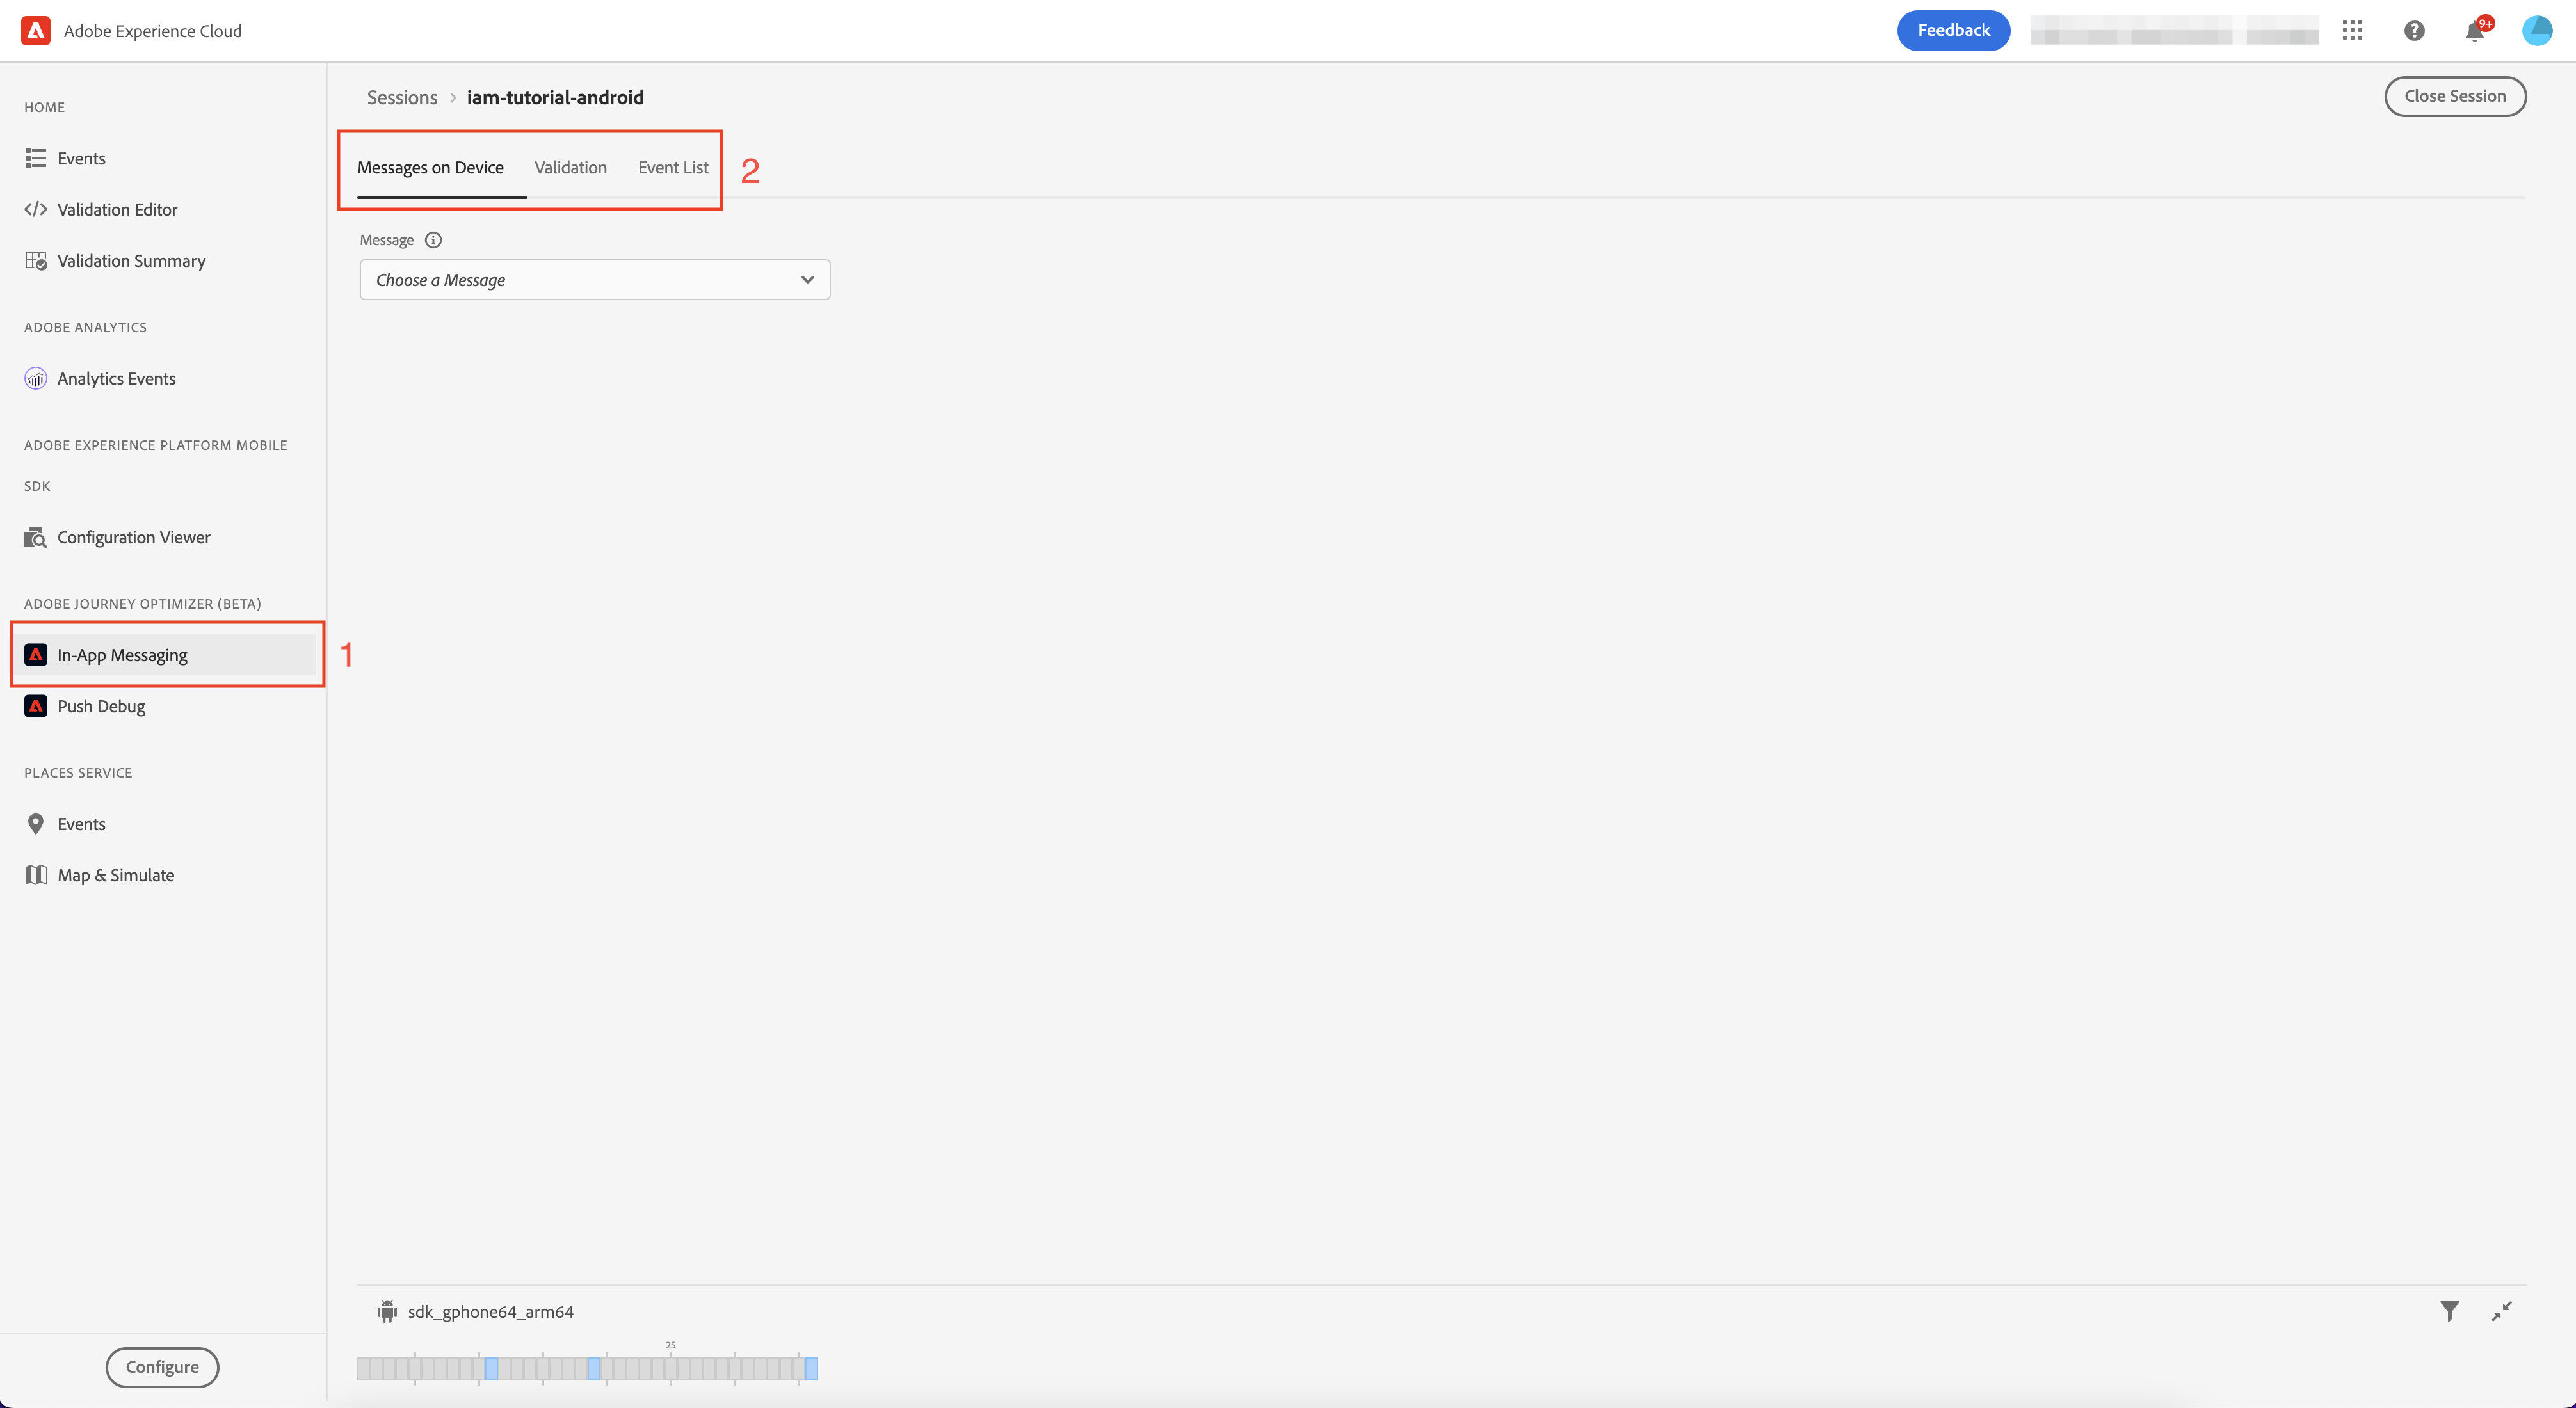 Adobe Experience Cloud
Feedback
9+
HOME
Events
Validation Editor
Validation Summary
ADOBE ANALYTICS
Analytics Events
ADOBE EXPERIENCE PLATFORM MOBILE
SDK
Configuration Viewer
ADOBE JOURNEY OPTIMIZER (BETA)
In-App Messaging
1
Push Debug
PLACES SERVICE
Events
Map & Simulate
Configure
Sessions > iam-tutorial-android
Close Session
Messages on Device Validation Event List
2
Message
Choose a Message
sdk_gphone64_arm64
25